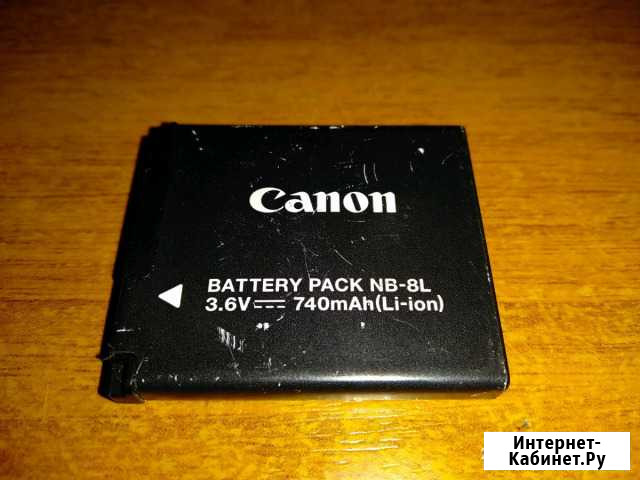 Canon
BATTERY PACK NB-8L
3.6V⎓ 740mAh(Li-ion)
Интернет-
Кабинет.Ру